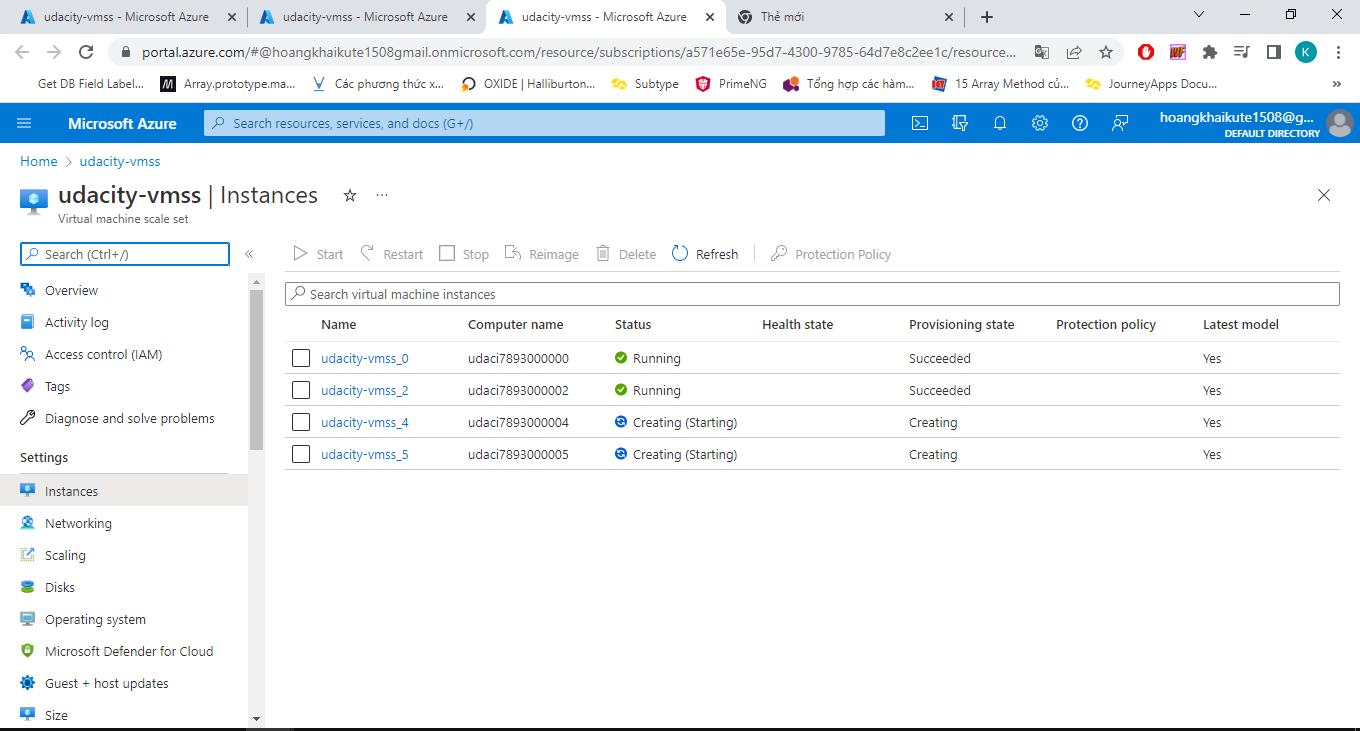 udacity-vmss - Microsoft Azure
udacity-vmss - Microsoft Azure
udacity-vmss - Microsoft Azure
Thẻ mới
portal.azure.com/#@hoangkhaikute1508gmail.onmicrosoft.com/resource/subscriptions/a571e65e-95d7-4300-9785-64d7e8c2ee1c/resource...
K
Get DB Field Label...
Array.prototype.ma...
Các phương thức x...
OXIDE | Halliburton...
Subtype
PrimeNG
Tổng hợp các hàm...
15 Array Method củ...
JourneyApps Docu...
Microsoft Azure
Search resources, services, and docs (G+/)
hoangkhaikute1508@g...
DEFAULT DIRECTORY
Home > udacity-vmss
udacity-vmss | Instances
Virtual machine scale set
Search (Ctrl+/)
Start Restart Stop Reimage Delete Refresh Protection Policy
Overview
Activity log
Access control (IAM)
Tags
Diagnose and solve problems
Settings
Instances
Networking
Scaling
Disks
Operating system
Microsoft Defender for Cloud
Guest + host updates
Size
Search virtual machine instances
Name Computer name Status Health state Provisioning state Protection policy Latest model
udacity-vmss_0 udaci7893000000 Running Succeeded Yes
udacity-vmss_2 udaci7893000002 Running Succeeded Yes
udacity-vmss_4 udaci7893000004 Creating (Starting) Creating Yes
udacity-vmss_5 udaci7893000005 Creating (Starting) Creating Yes